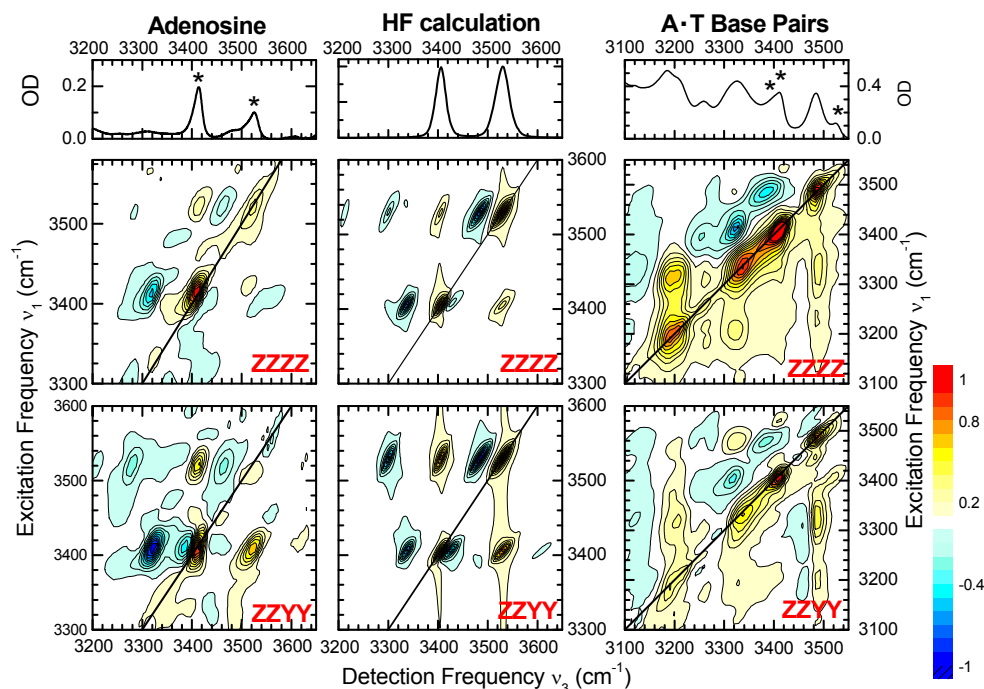 Adenosine
HF calculation
A·T Base Pairs
3200 3300 3400 3500 3600
3200 3300 3400 3500 3600
3100 3200 3300 3400 3500
OD
0.2
0.0
* *
* * *
0.4
0.0
OD
Excitation Frequency ν1 (cm-1)
3500
3400
3300
ZZZZ
3600
3500
3400
3300
ZZZZ
3500
3400
3300
3200
3100
ZZZZ
Excitation Frequency ν1 (cm-1)
3600
3500
3400
3300
ZZYY
3600
3500
3400
3300
ZZYY
3500
3400
3300
3200
3100
ZZYY
3200 3300 3400 3500 3600
3200 3300 3400 3500 3600
3100 3200 3300 3400 3500
Detection Frequency ν3 (cm-1)
1
0.8
0.2
-0.4
-1